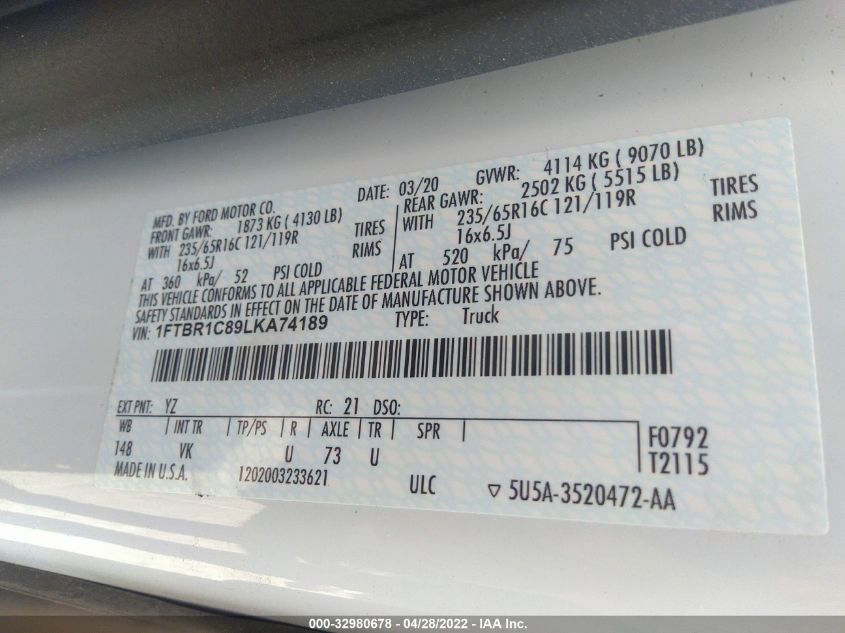 MFD. BY FORD MOTOR CO. DATE: 03/20 GVWR: 4114 KG ( 9070 LB)
FRONT GAWR: 1873 KG ( 4130 LB) REAR GAWR: 2502 KG ( 5515 LB)
WITH 235/65R16C 121/119R TIRES WITH 235/65R16C 121/119R TIRES
16x6.5J RIMS 16x6.5J RIMS
AT 360 kPa/ 52 PSI COLD AT 520 kPa/ 75 PSI COLD
THIS VEHICLE CONFORMS TO ALL APPLICABLE FEDERAL MOTOR VEHICLE
SAFETY STANDARDS IN EFFECT ON THE DATE OF MANUFACTURE SHOWN ABOVE.
VIN: 1FTBR1C89LKA74189 TYPE: Truck
EXT PNT: YZ RC: 21 DSO:
WB INT TR TP/PS R AXLE TR SPR F0792
148 VK U 73 U T2115
MADE IN U.S.A. 1202003233621 ULC ▽ 5U5A-3520472-AA
000-32980678 - 04/28/2022 - IAA Inc.